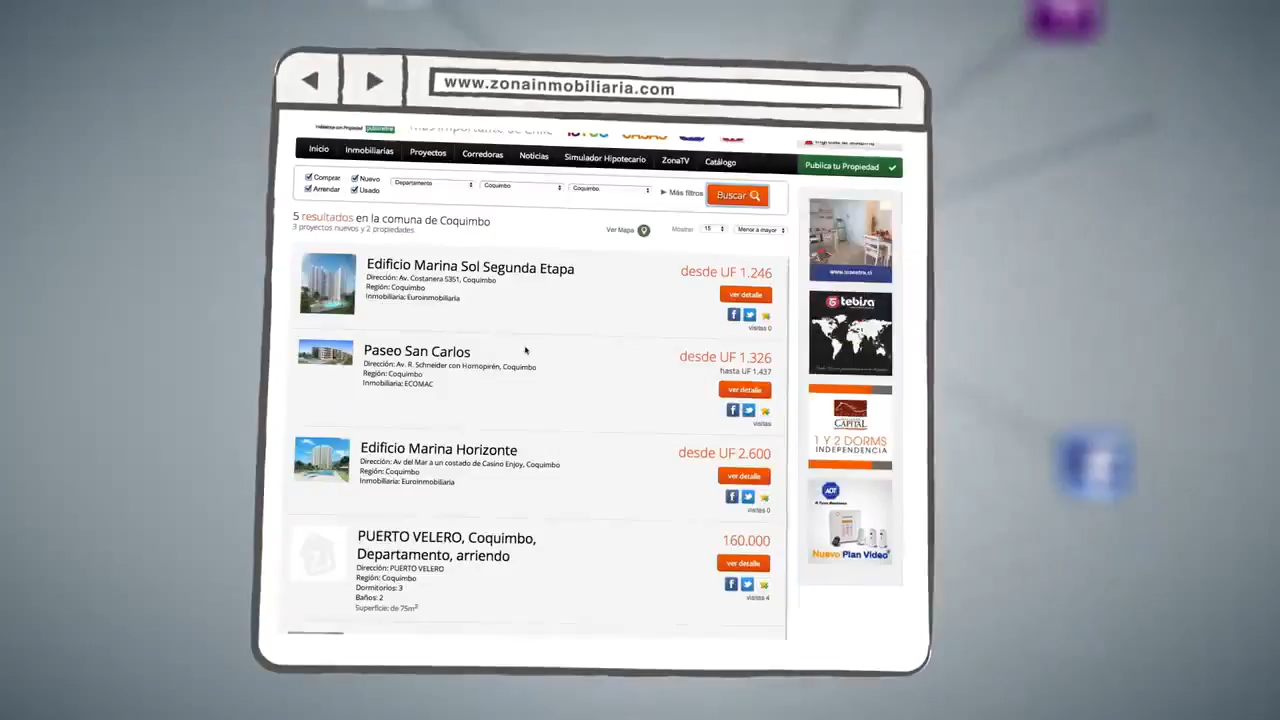 www.zonainmobiliaria.com
Inicio Inmobiliarias Proyectos Corredoras Noticias Simulador Hipotecario ZonaTV Catálogo Publica tu Propiedad
Comprar Nuevo Departamento Coquimbo Coquimbo Más filtros Buscar
Arrendar Usado
5 resultados en la comuna de Coquimbo
3 proyectos nuevos y 2 propiedades
Ver Mapa Mostrar 15 Menor a mayor
Edificio Marina Sol Segunda Etapa
Dirección: Av. Costanera 5351, Coquimbo
Región: Coquimbo
Inmobiliaria: Euroinmobiliaria
desde UF 1.246
ver detalle
visitas 0
Paseo San Carlos
Dirección: Av. R. Schneider con Homopirén, Coquimbo
Región: Coquimbo
Inmobiliaria: ECOMAC
desde UF 1.326
hasta UF 1.437
ver detalle
visitas
Edificio Marina Horizonte
Dirección: Av del Mar a un costado de Casino Enjoy, Coquimbo
Región: Coquimbo
Inmobiliaria: Euroinmobiliaria
desde UF 2.600
ver detalle
visitas 0
PUERTO VELERO, Coquimbo,
Departamento, arriendo
Dirección: PUERTO VELERO
Región: Coquimbo
Dormitorios: 3
Baños: 2
Superficie: de 75m²
160.000
ver detalle
visitas 4
tebisa
CAPITAL
1 Y 2 DORMS
INDEPENDENCIA
ADT
Nuevo Plan Video